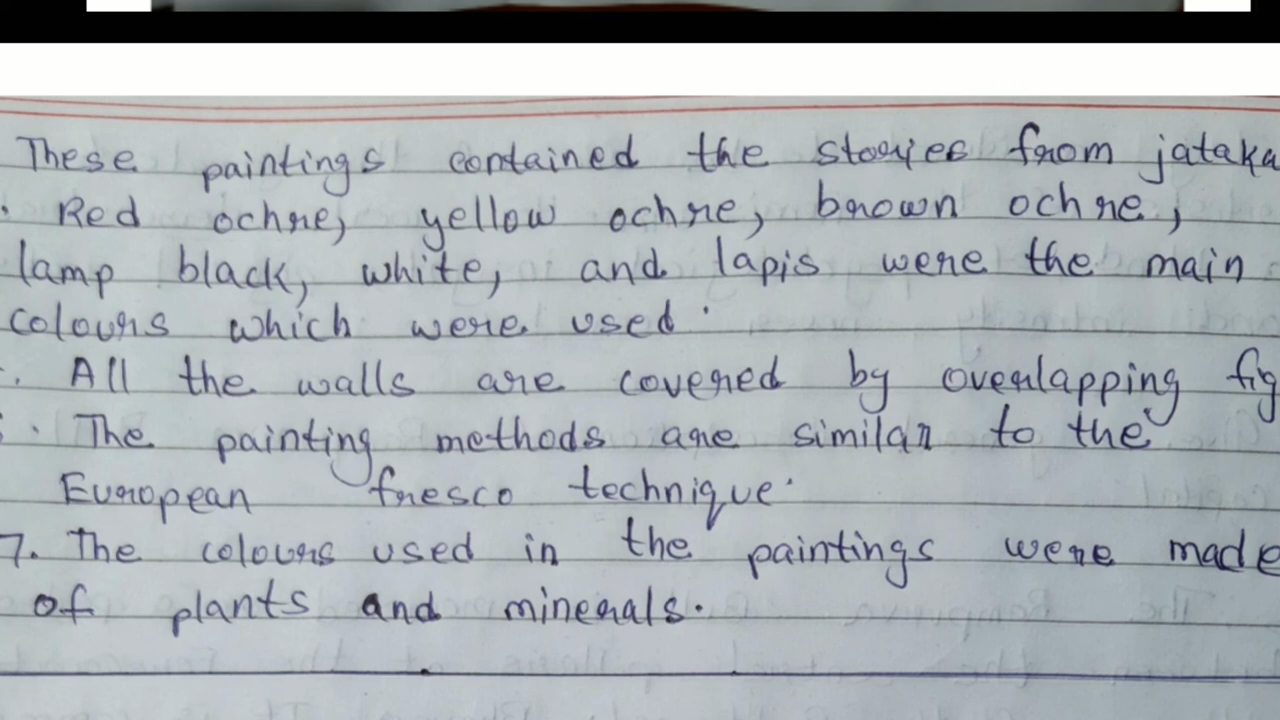 These paintings contained the stories from jataka
. Red ochre, yellow ochre, brown ochre,
lamp black, white, and lapis were the main
colours which were used.
. All the walls are covered by overlapping fig
. The painting methods are similar to the
European fresco technique.
7. The colours used in the paintings were made
of plants and minerals.